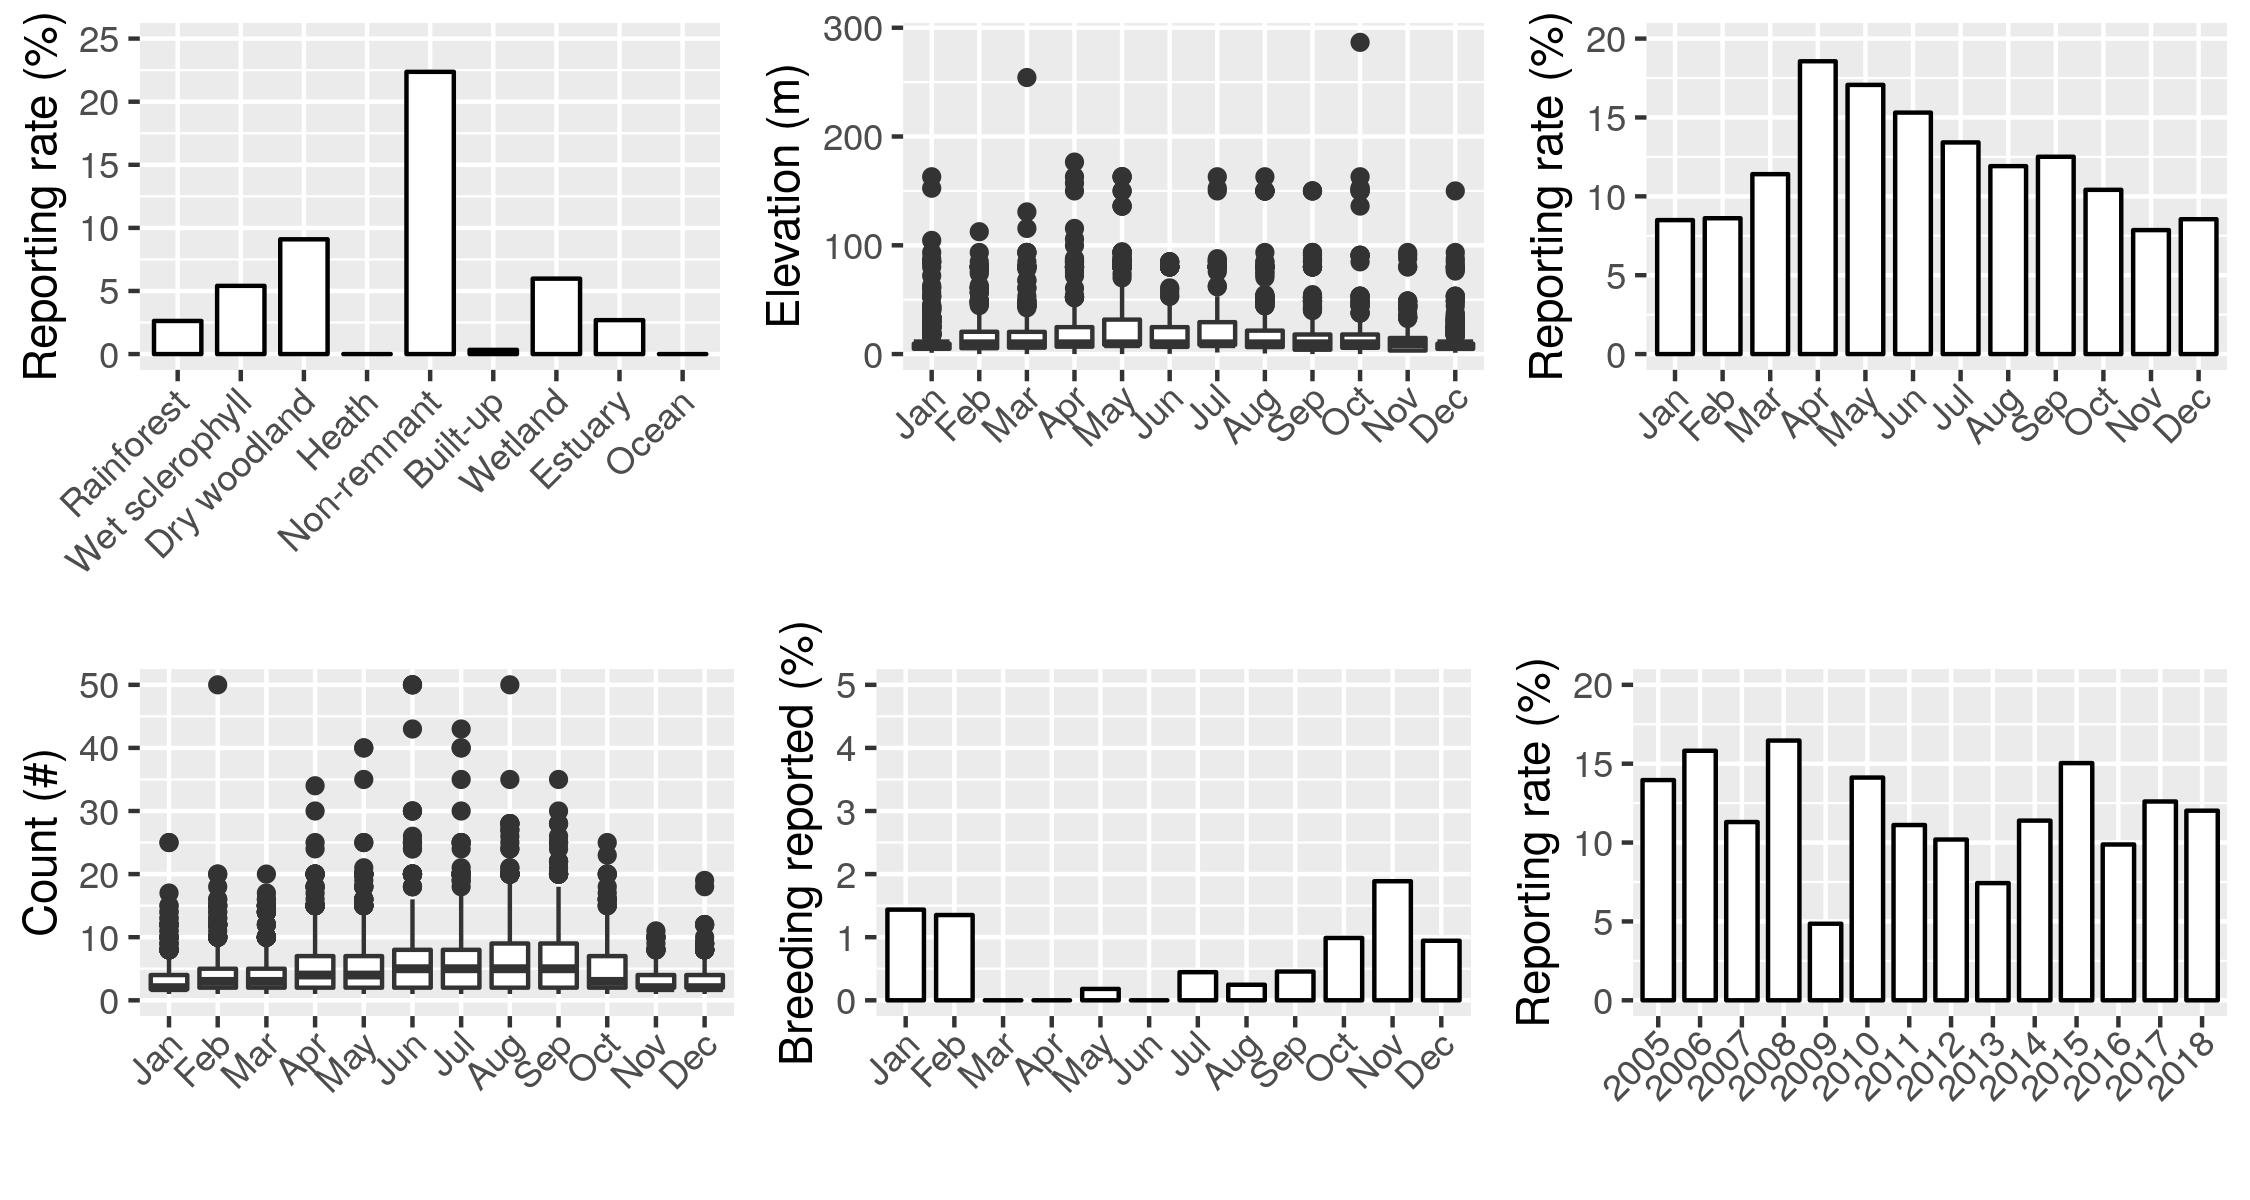 Reporting rate (%)
25
20
15
10
5
0
Rainforest
Wet sclerophyll
Dry woodland
Heath
Non-remnant
Built-up
Wetland
Estuary
Ocean
Elevation (m)
300
200
100
0
Jan
Feb
Mar
Apr
May
Jun
Jul
Aug
Sep
Oct
Nov
Dec
Reporting rate (%)
20
15
10
5
0
Jan
Feb
Mar
Apr
May
Jun
Jul
Aug
Sep
Oct
Nov
Dec
Count (#)
50
40
30
20
10
0
Jan
Feb
Mar
Apr
May
Jun
Jul
Aug
Sep
Oct
Nov
Dec
Breeding reported (%)
5
4
3
2
1
0
Jan
Feb
Mar
Apr
May
Jun
Jul
Aug
Sep
Oct
Nov
Dec
Reporting rate (%)
20
15
10
5
0
2005
2006
2007
2008
2009
2010
2011
2012
2013
2014
2015
2016
2017
2018